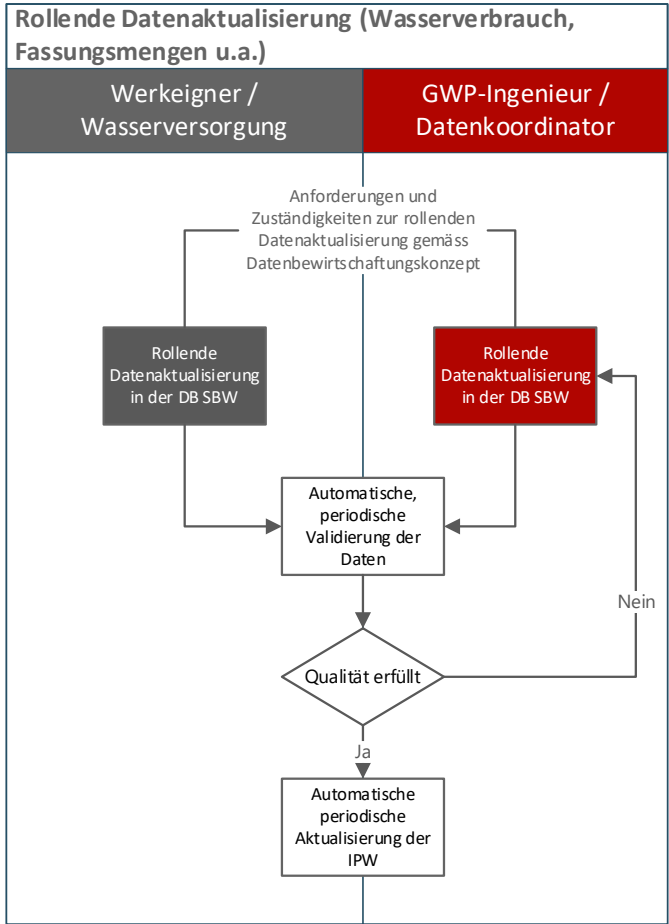 Rollende Datenaktualisierung (Wasserverbrauch,
Fassungsmengen u.a.)
Werkeigner /
Wasserversorgung
GWP-Ingenieur /
Datenkoordinator
Anforderungen und
Zuständigkeiten zur rollenden
Datenaktualisierung gemäss
Datenbewirtschaftungskonzept
Rollende
Datenaktualisierung
in der DB SBW
Rollende
Datenaktualisierung
in der DB SBW
Automatische,
periodische
Validierung der
Daten
Nein
Qualität erfüllt
Ja
Automatische
periodische
Aktualisierung der
IPW